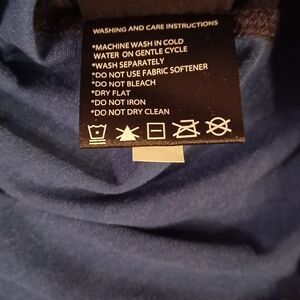 WASHING AND CARE INSTRUCTIONS
*MACHINE WASH IN COLD
WATER ON GENTLE CYCLE
*WASH SEPARATELY
*DO NOT USE FABRIC SOFTENER
*DO NOT BLEACH
*DRY FLAT
*DO NOT IRON
*DO NOT DRY CLEAN